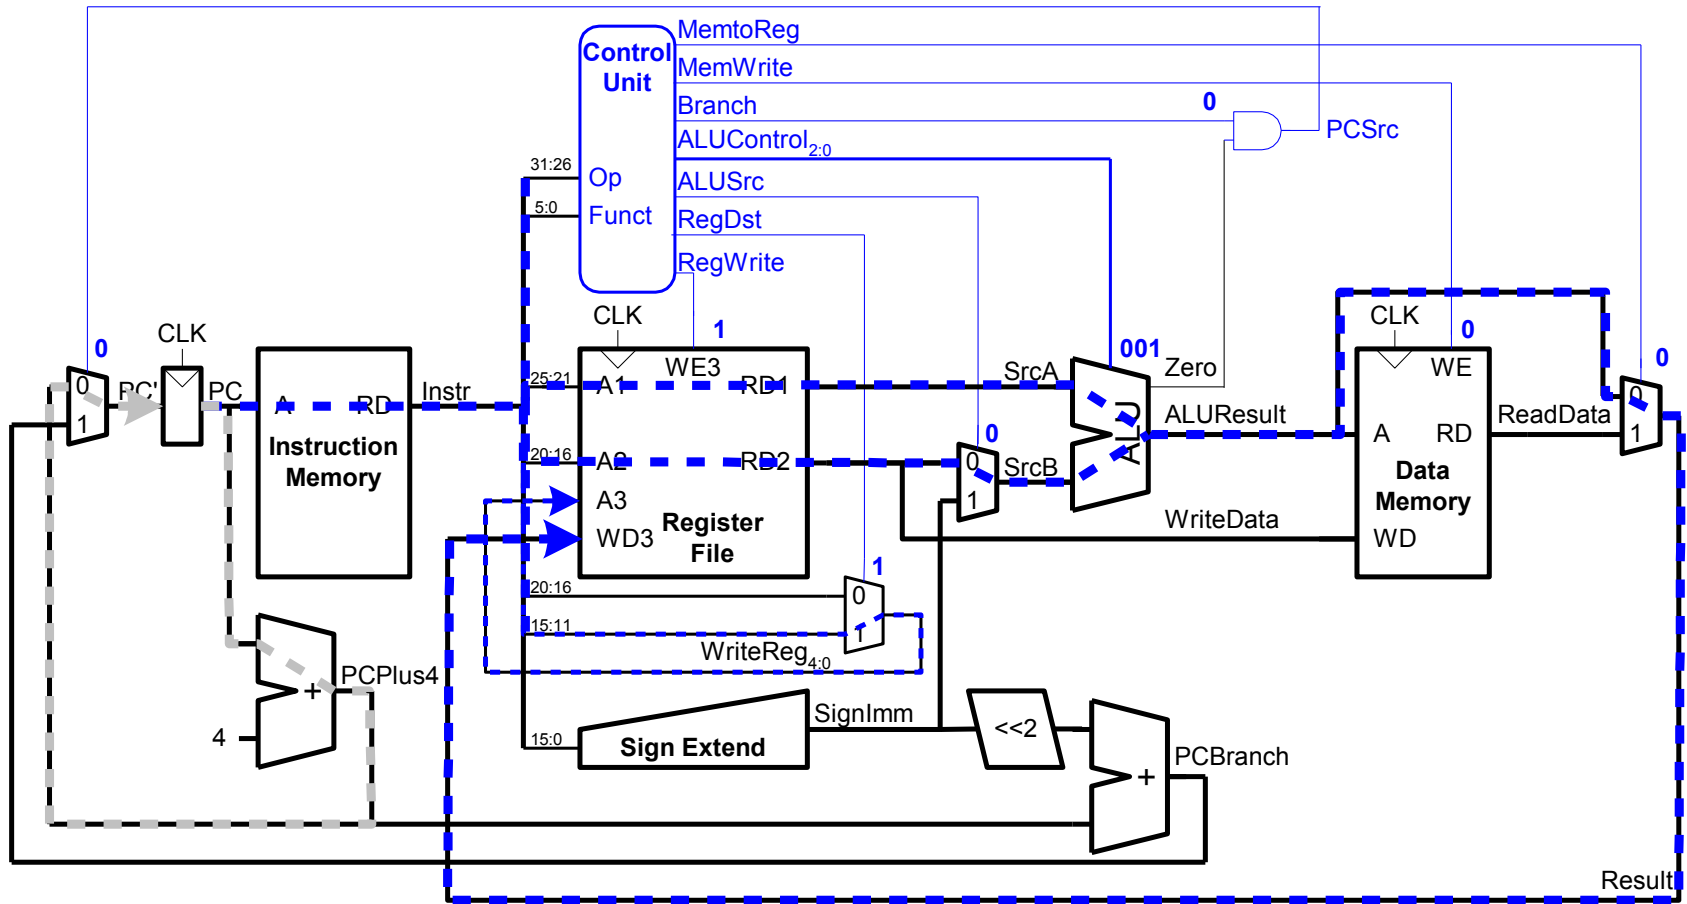 MemtoReg
Control
Unit
MemWrite
Branch
0
PCSrc
ALUControl2:0
31:26
Op
ALUSrc
5:0
Funct
RegDst
RegWrite
CLK
CLK
CLK
0
1
001
0
0
0
1
PC'
PC
A
RD
Instruction
Memory
Instr
25:21
A1
WE3
RD1
SrcA
Zero
WE
0
1
20:16
A2
RD2
0
0
1
SrcB
ALU
ALUResult
A
RD
ReadData
Data
Memory
A3
WD3
Register
File
WriteData
WD
20:16
1
0
1
15:11
WriteReg4:0
PCPlus4
+
4
15:0
Sign Extend
SignImm
<<2
PCBranch
+
Result